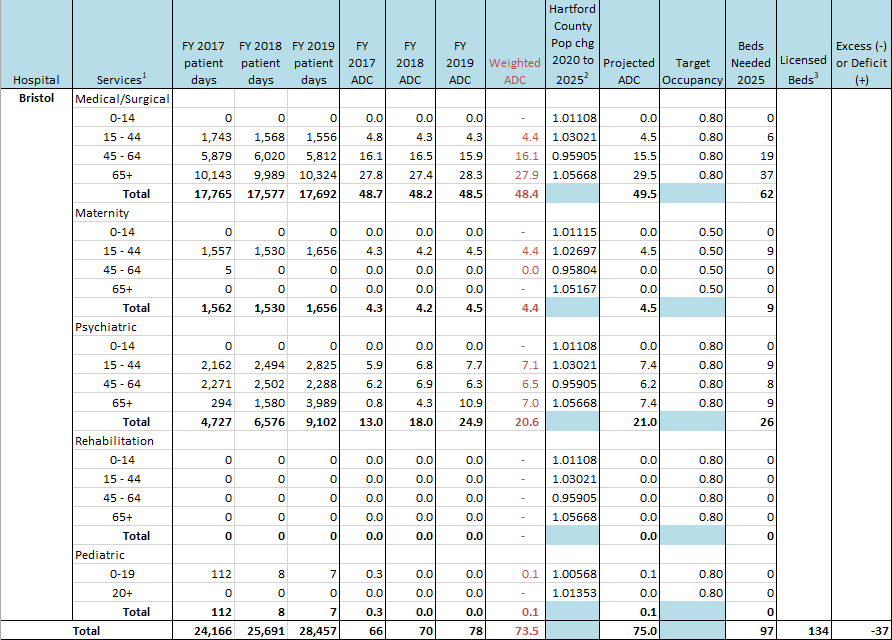 Hospital Services1 FY 2017 patient days FY 2018 patient days FY 2019 patient days FY 2017 ADC FY 2018 ADC FY 2019 ADC Weighted ADC Hartford County Pop chg 2020 to 20252 Projected ADC Target Occupancy Beds Needed 2025 Licensed Beds3 Excess (-) or Deficit (+)
Bristol Medical/Surgical
0-14 0 0 0 0.0 0.0 0.0 - 1.01108 0.0 0.80 0
15 - 44 1,743 1,568 1,556 4.8 4.3 4.3 4.4 1.03021 4.5 0.80 6
45 - 64 5,879 6,020 5,812 16.1 16.5 15.9 16.1 0.95905 15.5 0.80 19
65+ 10,143 9,989 10,324 27.8 27.4 28.3 27.9 1.05668 29.5 0.80 37
Total 17,765 17,577 17,692 48.7 48.2 48.5 48.4 49.5 62
Maternity
0-14 0 0 0 0.0 0.0 0.0 - 1.01115 0.0 0.50 0
15 - 44 1,557 1,530 1,656 4.3 4.2 4.5 4.4 1.02697 4.5 0.50 9
45 - 64 5 0 0 0.0 0.0 0.0 0.0 0.95804 0.0 0.50 0
65+ 0 0 0 0.0 0.0 0.0 - 1.05167 0.0 0.50 0
Total 1,562 1,530 1,656 4.3 4.2 4.5 4.4 4.5 9
Psychiatric
0-14 0 0 0 0.0 0.0 0.0 - 1.01108 0.0 0.80 0
15 - 44 2,162 2,494 2,825 5.9 6.8 7.7 7.1 1.03021 7.4 0.80 9
45 - 64 2,271 2,502 2,288 6.2 6.9 6.3 6.5 0.95905 6.2 0.80 8
65+ 294 1,580 3,989 0.8 4.3 10.9 7.0 1.05668 7.4 0.80 9
Total 4,727 6,576 9,102 13.0 18.0 24.9 20.6 21.0 26
Rehabilitation
0-14 0 0 0 0.0 0.0 0.0 - 1.01108 0.0 0.80 0
15 - 44 0 0 0 0.0 0.0 0.0 - 1.03021 0.0 0.80 0
45 - 64 0 0 0 0.0 0.0 0.0 - 0.95905 0.0 0.80 0
65+ 0 0 0 0.0 0.0 0.0 - 1.05668 0.0 0.80 0
Total 0 0 0 0.0 0.0 0.0 - 0.0 0
Pediatric
0-19 112 8 7 0.3 0.0 0.0 0.1 1.00568 0.1 0.80 0
20+ 0 0 0 0.0 0.0 0.0 - 1.01353 0.0 0.80 0
Total 112 8 7 0.3 0.0 0.0 0.1 0.1 0
Total 24,166 25,691 28,457 66 70 78 73.5 75.0 97 134 -37